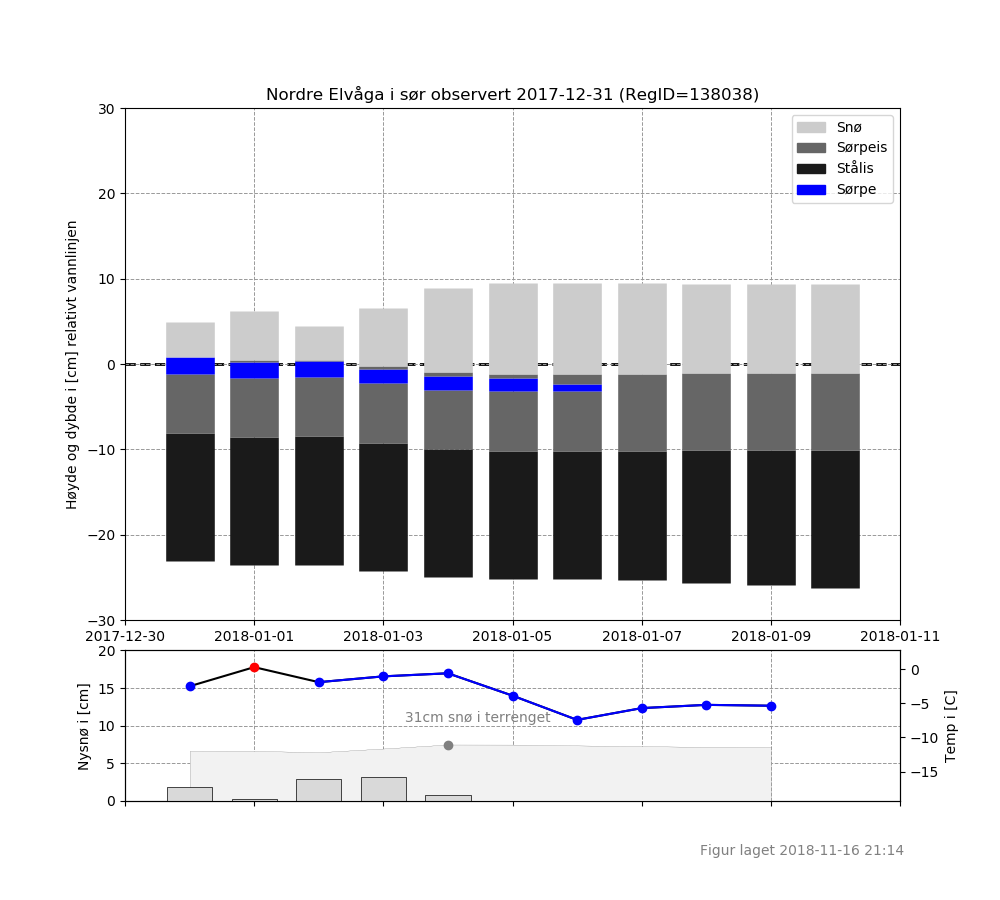 Nordre Elvåga i sør observert 2017-12-31 (RegID=138038)
Høyde og dybde i [cm] relativt vannlinjen
30
20
10
0
−10
−20
−30
Snø
Sørpeis
Stålis
Sørpe
2017-12-30 2018-01-01 2018-01-03 2018-01-05 2018-01-07 2018-01-09 2018-01-11
Nysnø i [cm]
20
15
10
5
0
31cm snø i terrenget
0
−5
−10
−15
Temp i [C]
Figur laget 2018-11-16 21:14